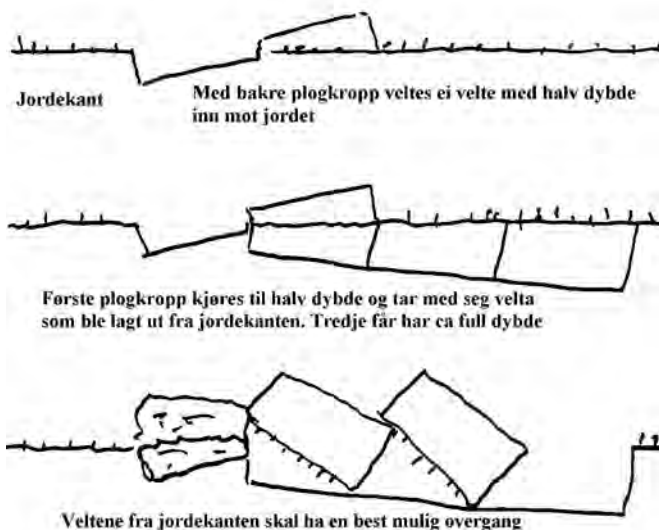 Jordekant
Med bakre plogkropp veltes ei velte med halv dybde
inn mot jordet
Første plogkropp kjøres til halv dybde og tar med seg velta
som ble lagt ut fra jordekanten. Tredje får har ca full dybde
Veltene fra jordekanten skal ha en best mulig overgang